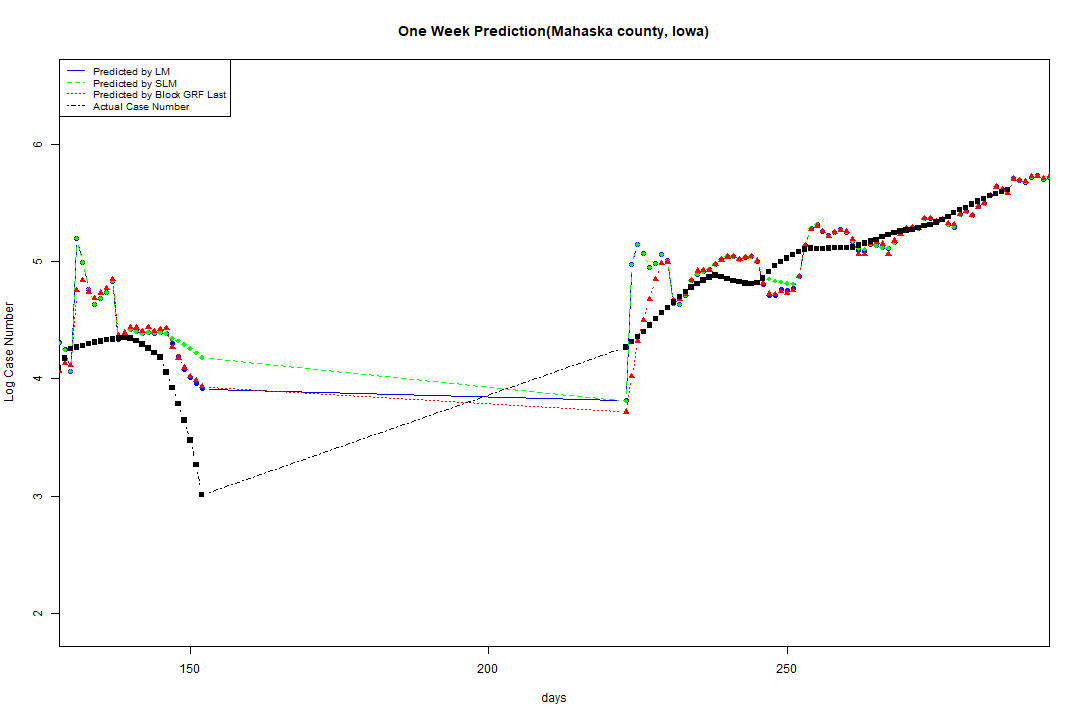 One Week Prediction(Mahaska county, Iowa)
Predicted by LM
Predicted by SLM
Predicted by Block GRF Last
Actual Case Number
Log Case Number
6
5
4
3
2
150
200
250
days